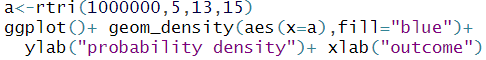 a<-rtri(1000000,5,13,15)
ggplot()+ geom_density(aes(x=a),fill="blue")+
  ylab("probability density")+ xlab("outcome")